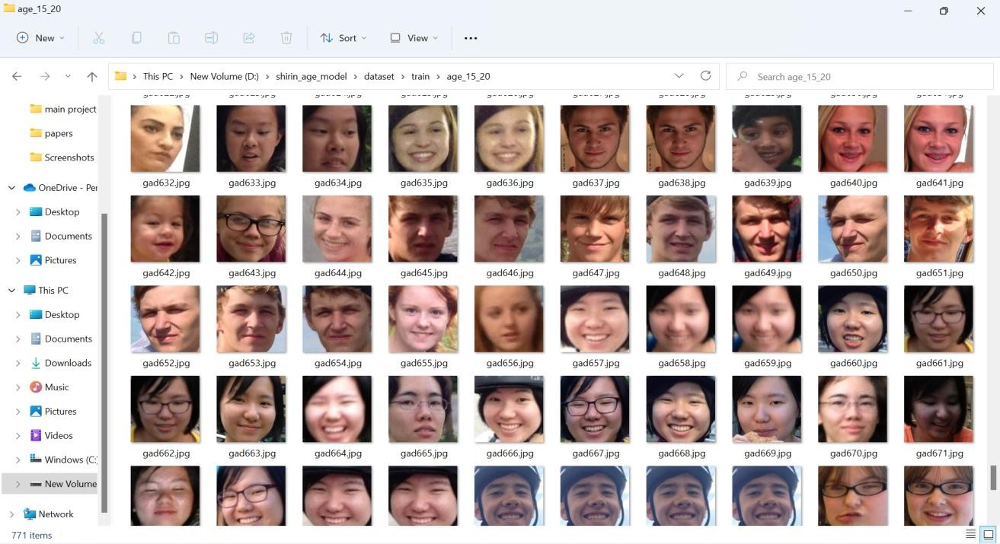 age_15_20
New
Sort
View
This PC > New Volume (D:) > shirin_age_model > dataset > train > age_15_20
Search age_15_20
main project
papers
Screenshots
OneDrive - Per
Desktop
Documents
Pictures
This PC
Desktop
Documents
Downloads
Music
Pictures
Videos
Windows (C:
New Volume
Network
gad632.jpg gad633.jpg gad634.jpg gad635.jpg gad636.jpg gad637.jpg gad638.jpg gad639.jpg gad640.jpg gad641.jpg
gad642.jpg gad643.jpg gad644.jpg gad645.jpg gad646.jpg gad647.jpg gad648.jpg gad649.jpg gad650.jpg gad651.jpg
gad652.jpg gad653.jpg gad654.jpg gad655.jpg gad656.jpg gad657.jpg gad658.jpg gad659.jpg gad660.jpg gad661.jpg
gad662.jpg gad663.jpg gad664.jpg gad665.jpg gad666.jpg gad667.jpg gad668.jpg gad669.jpg gad670.jpg gad671.jpg
771 items